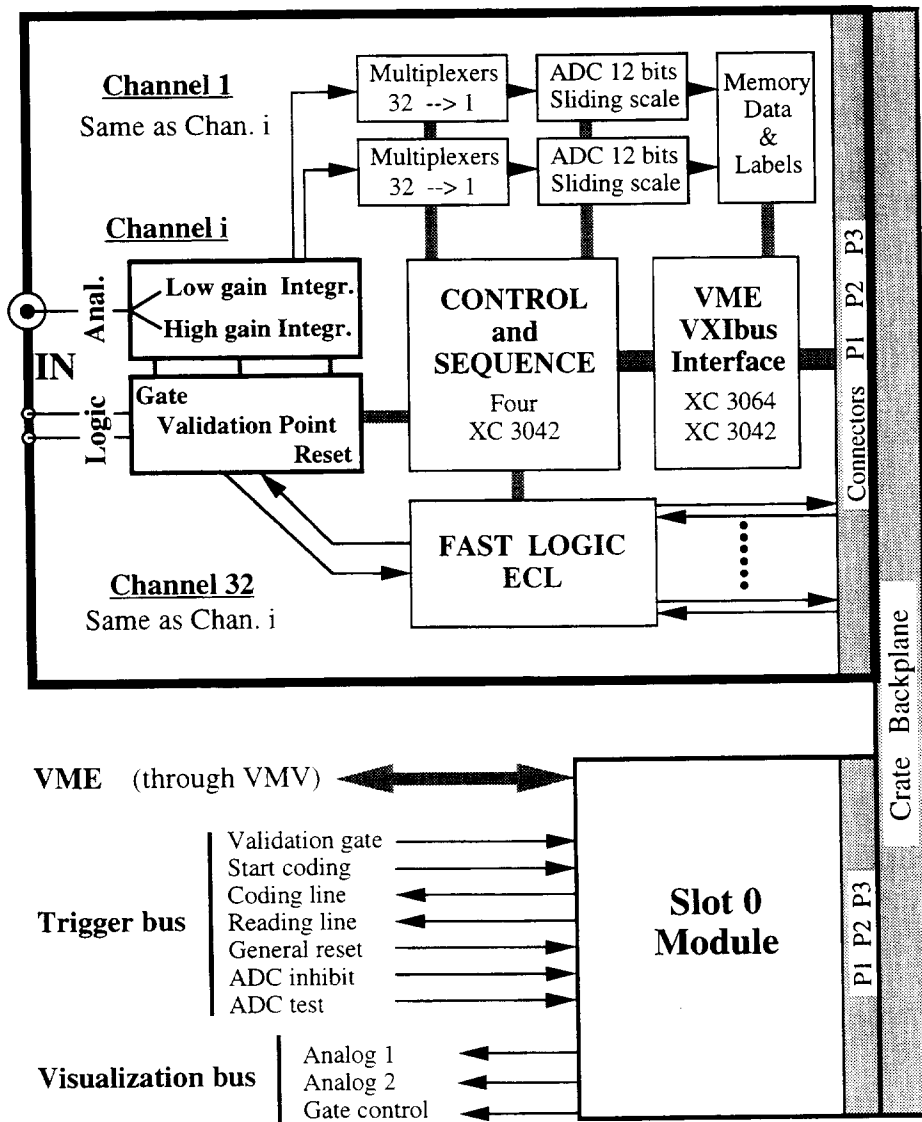 Channel 1
Same as Chan. i
Multiplexers
32 --> 1
ADC 12 bits
Sliding scale
Memory
Data
&
Labels
Multiplexers
32 --> 1
ADC 12 bits
Sliding scale
Channel i
Anal.
Low gain Integr.
High gain Integr.
IN
Logic
Gate
Validation Point
Reset
CONTROL
and
SEQUENCE
Four
XC 3042
VME
VXIbus
Interface
XC 3064
XC 3042
Connectors P1 P2 P3
FAST LOGIC
ECL
Channel 32
Same as Chan. i
Crate Backplane
VME (through VMV)
Trigger bus
Validation gate
Start coding
Coding line
Reading line
General reset
ADC inhibit
ADC test
Slot 0
Module
P1 P2 P3
Visualization bus
Analog 1
Analog 2
Gate control